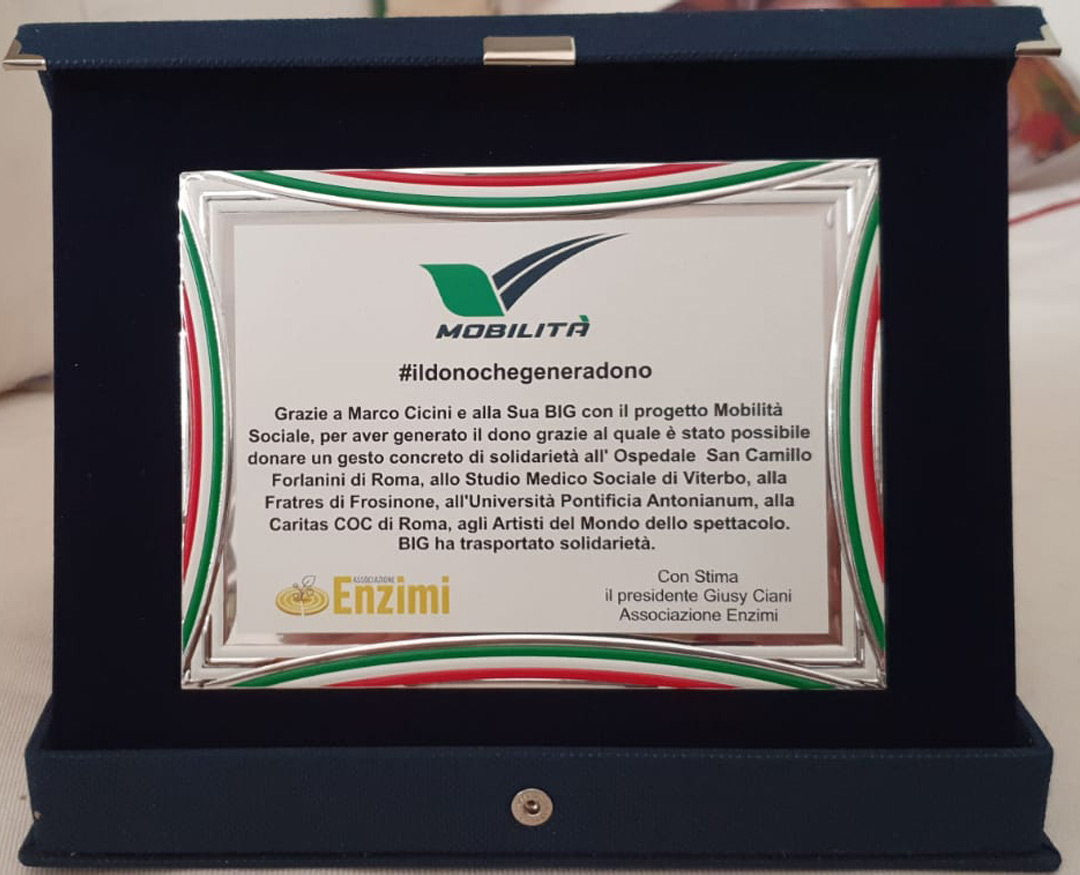 MOBILITÀ
#ildonochegeneradono
Grazie a Marco Cicini e alla Sua BIG con il progetto Mobilità
Sociale, per aver generato il dono grazie al quale è stato possibile
donare un gesto concreto di solidarietà all' Ospedale San Camillo
Forlanini di Roma, allo Studio Medico Sociale di Viterbo, alla
Fratres di Frosinone, all'Università Pontificia Antonianum, alla
Caritas COC di Roma, agli Artisti del Mondo dello spettacolo.
BIG ha trasportato solidarietà.
ASSOCIAZIONE
Enzimi
Con Stima
il presidente Giusy Ciani
Associazione Enzimi